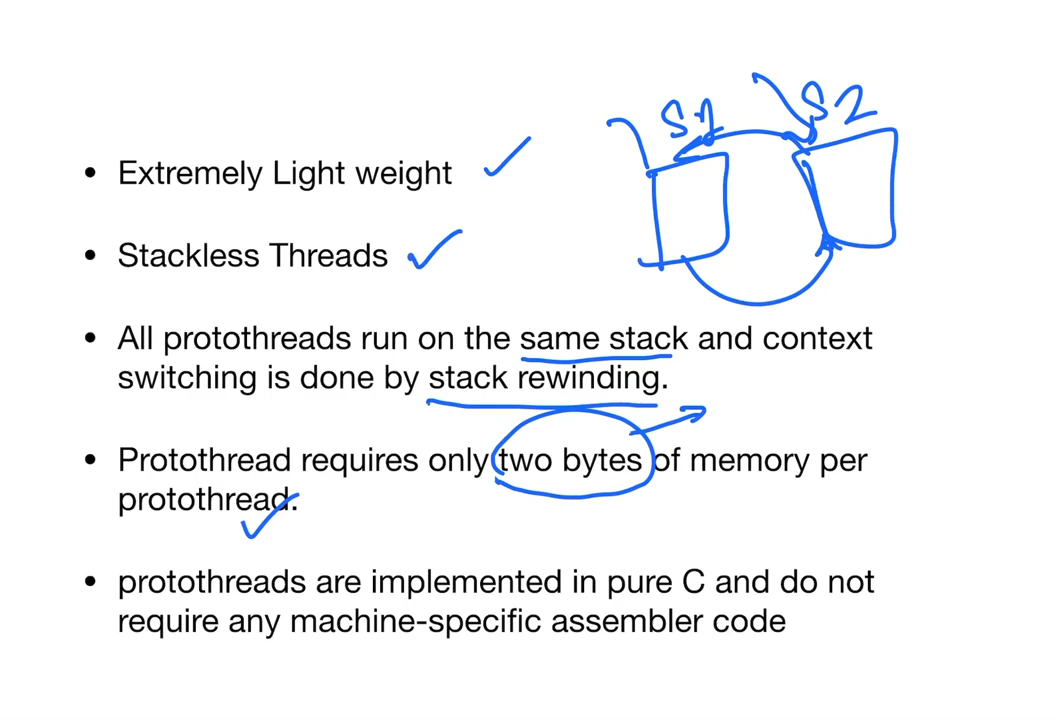 S1 S2
• Extremely Light weight
• Stackless Threads
• All protothreads run on the same stack and context
switching is done by stack rewinding.
• Protothread requires only two bytes of memory per
protothread.
• protothreads are implemented in pure C and do not
require any machine-specific assembler code